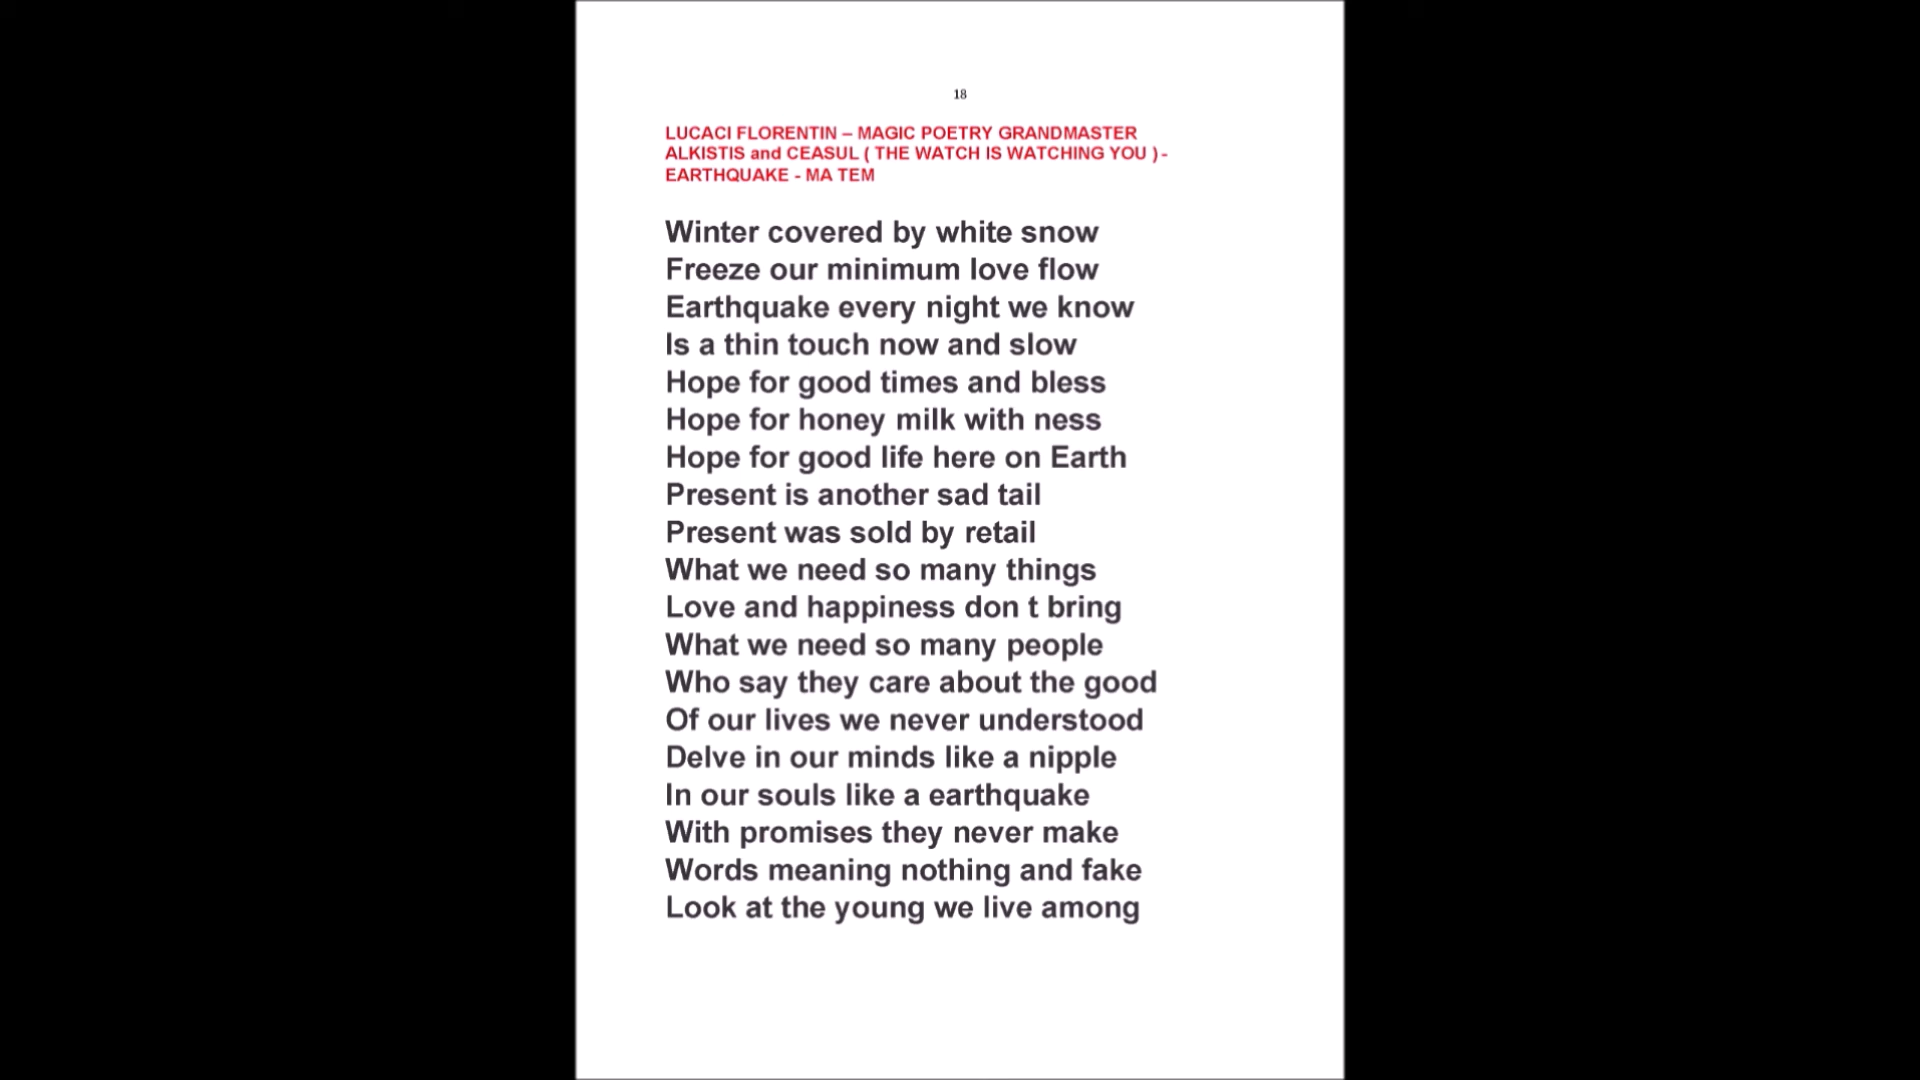 18
LUCACI FLORENTIN – MAGIC POETRY GRANDMASTER
ALKISTIS and CEASUL ( THE WATCH IS WATCHING YOU ) -
EARTHQUAKE - MA TEM
Winter covered by white snow
Freeze our minimum love flow
Earthquake every night we know
Is a thin touch now and slow
Hope for good times and bless
Hope for honey milk with ness
Hope for good life here on Earth
Present is another sad tail
Present was sold by retail
What we need so many things
Love and happiness don t bring
What we need so many people
Who say they care about the good
Of our lives we never understood
Delve in our minds like a nipple
In our souls like a earthquake
With promises they never make
Words meaning nothing and fake
Look at the young we live among